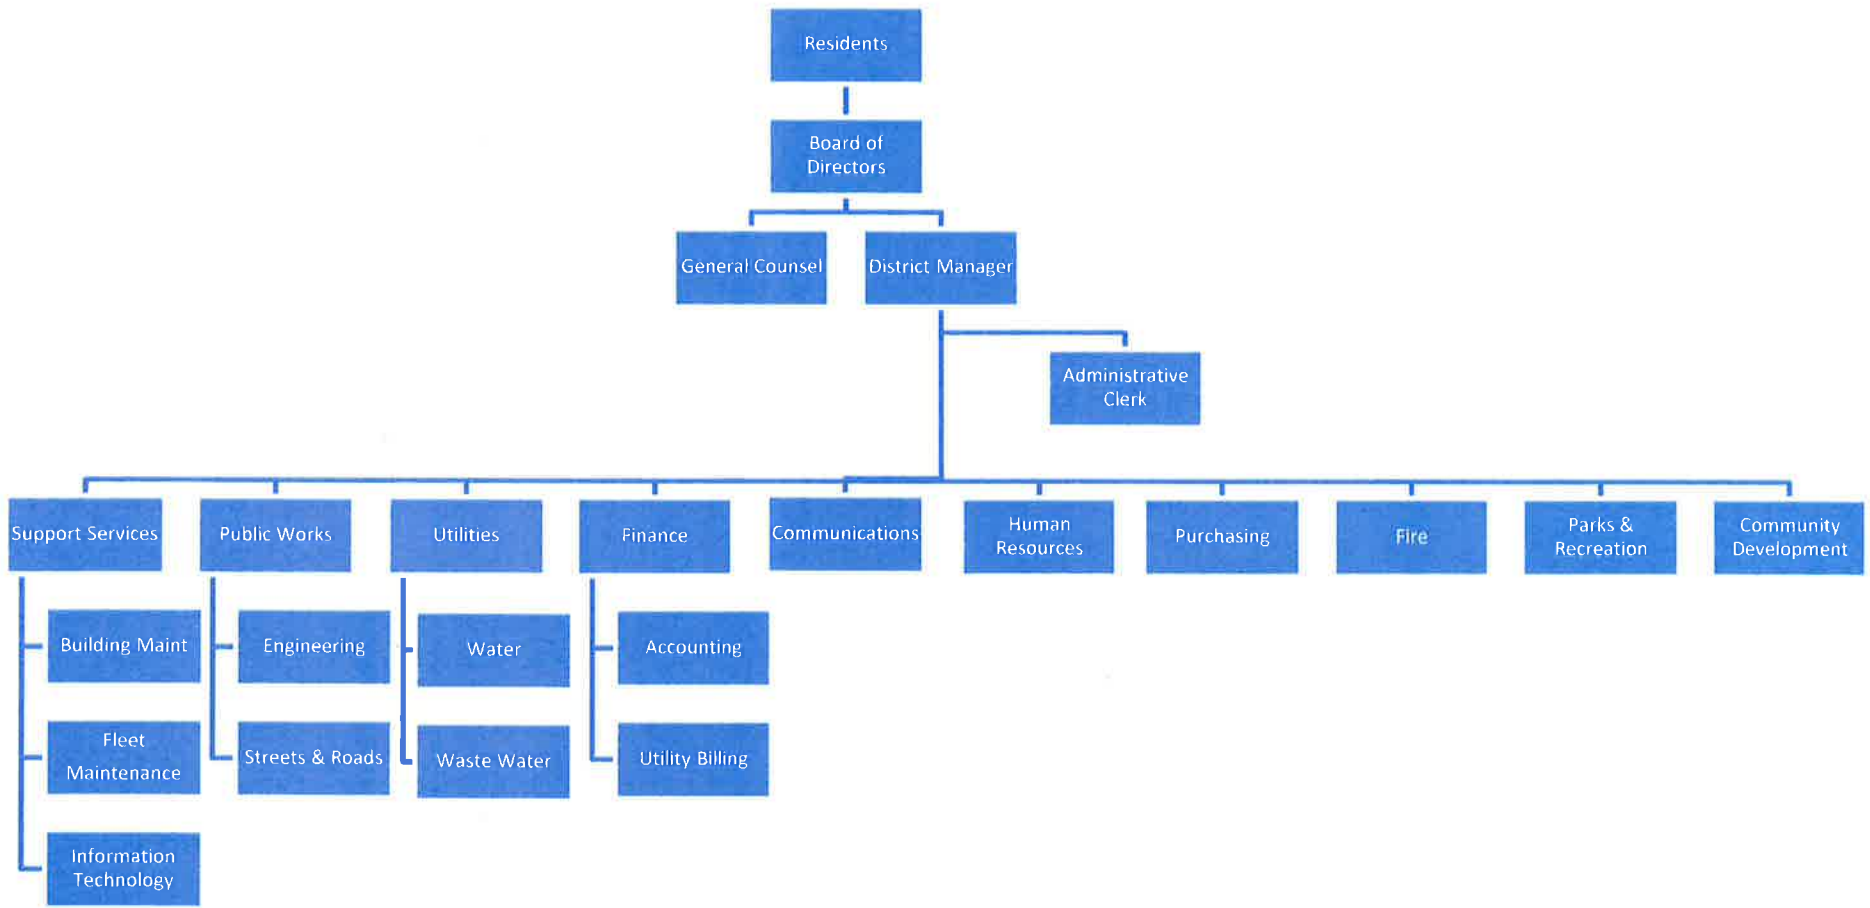 Residents
Board of
Directors
General Counsel
District Manager
Administrative
Clerk
Support Services
Public Works
Utilities
Finance
Communications
Human
Resources
Purchasing
Fire
Parks &
Recreation
Community
Development
Building Maint
Engineering
Water
Accounting
Fleet
Maintenance
Streets & Roads
Waste Water
Utility Billing
Information
Technology